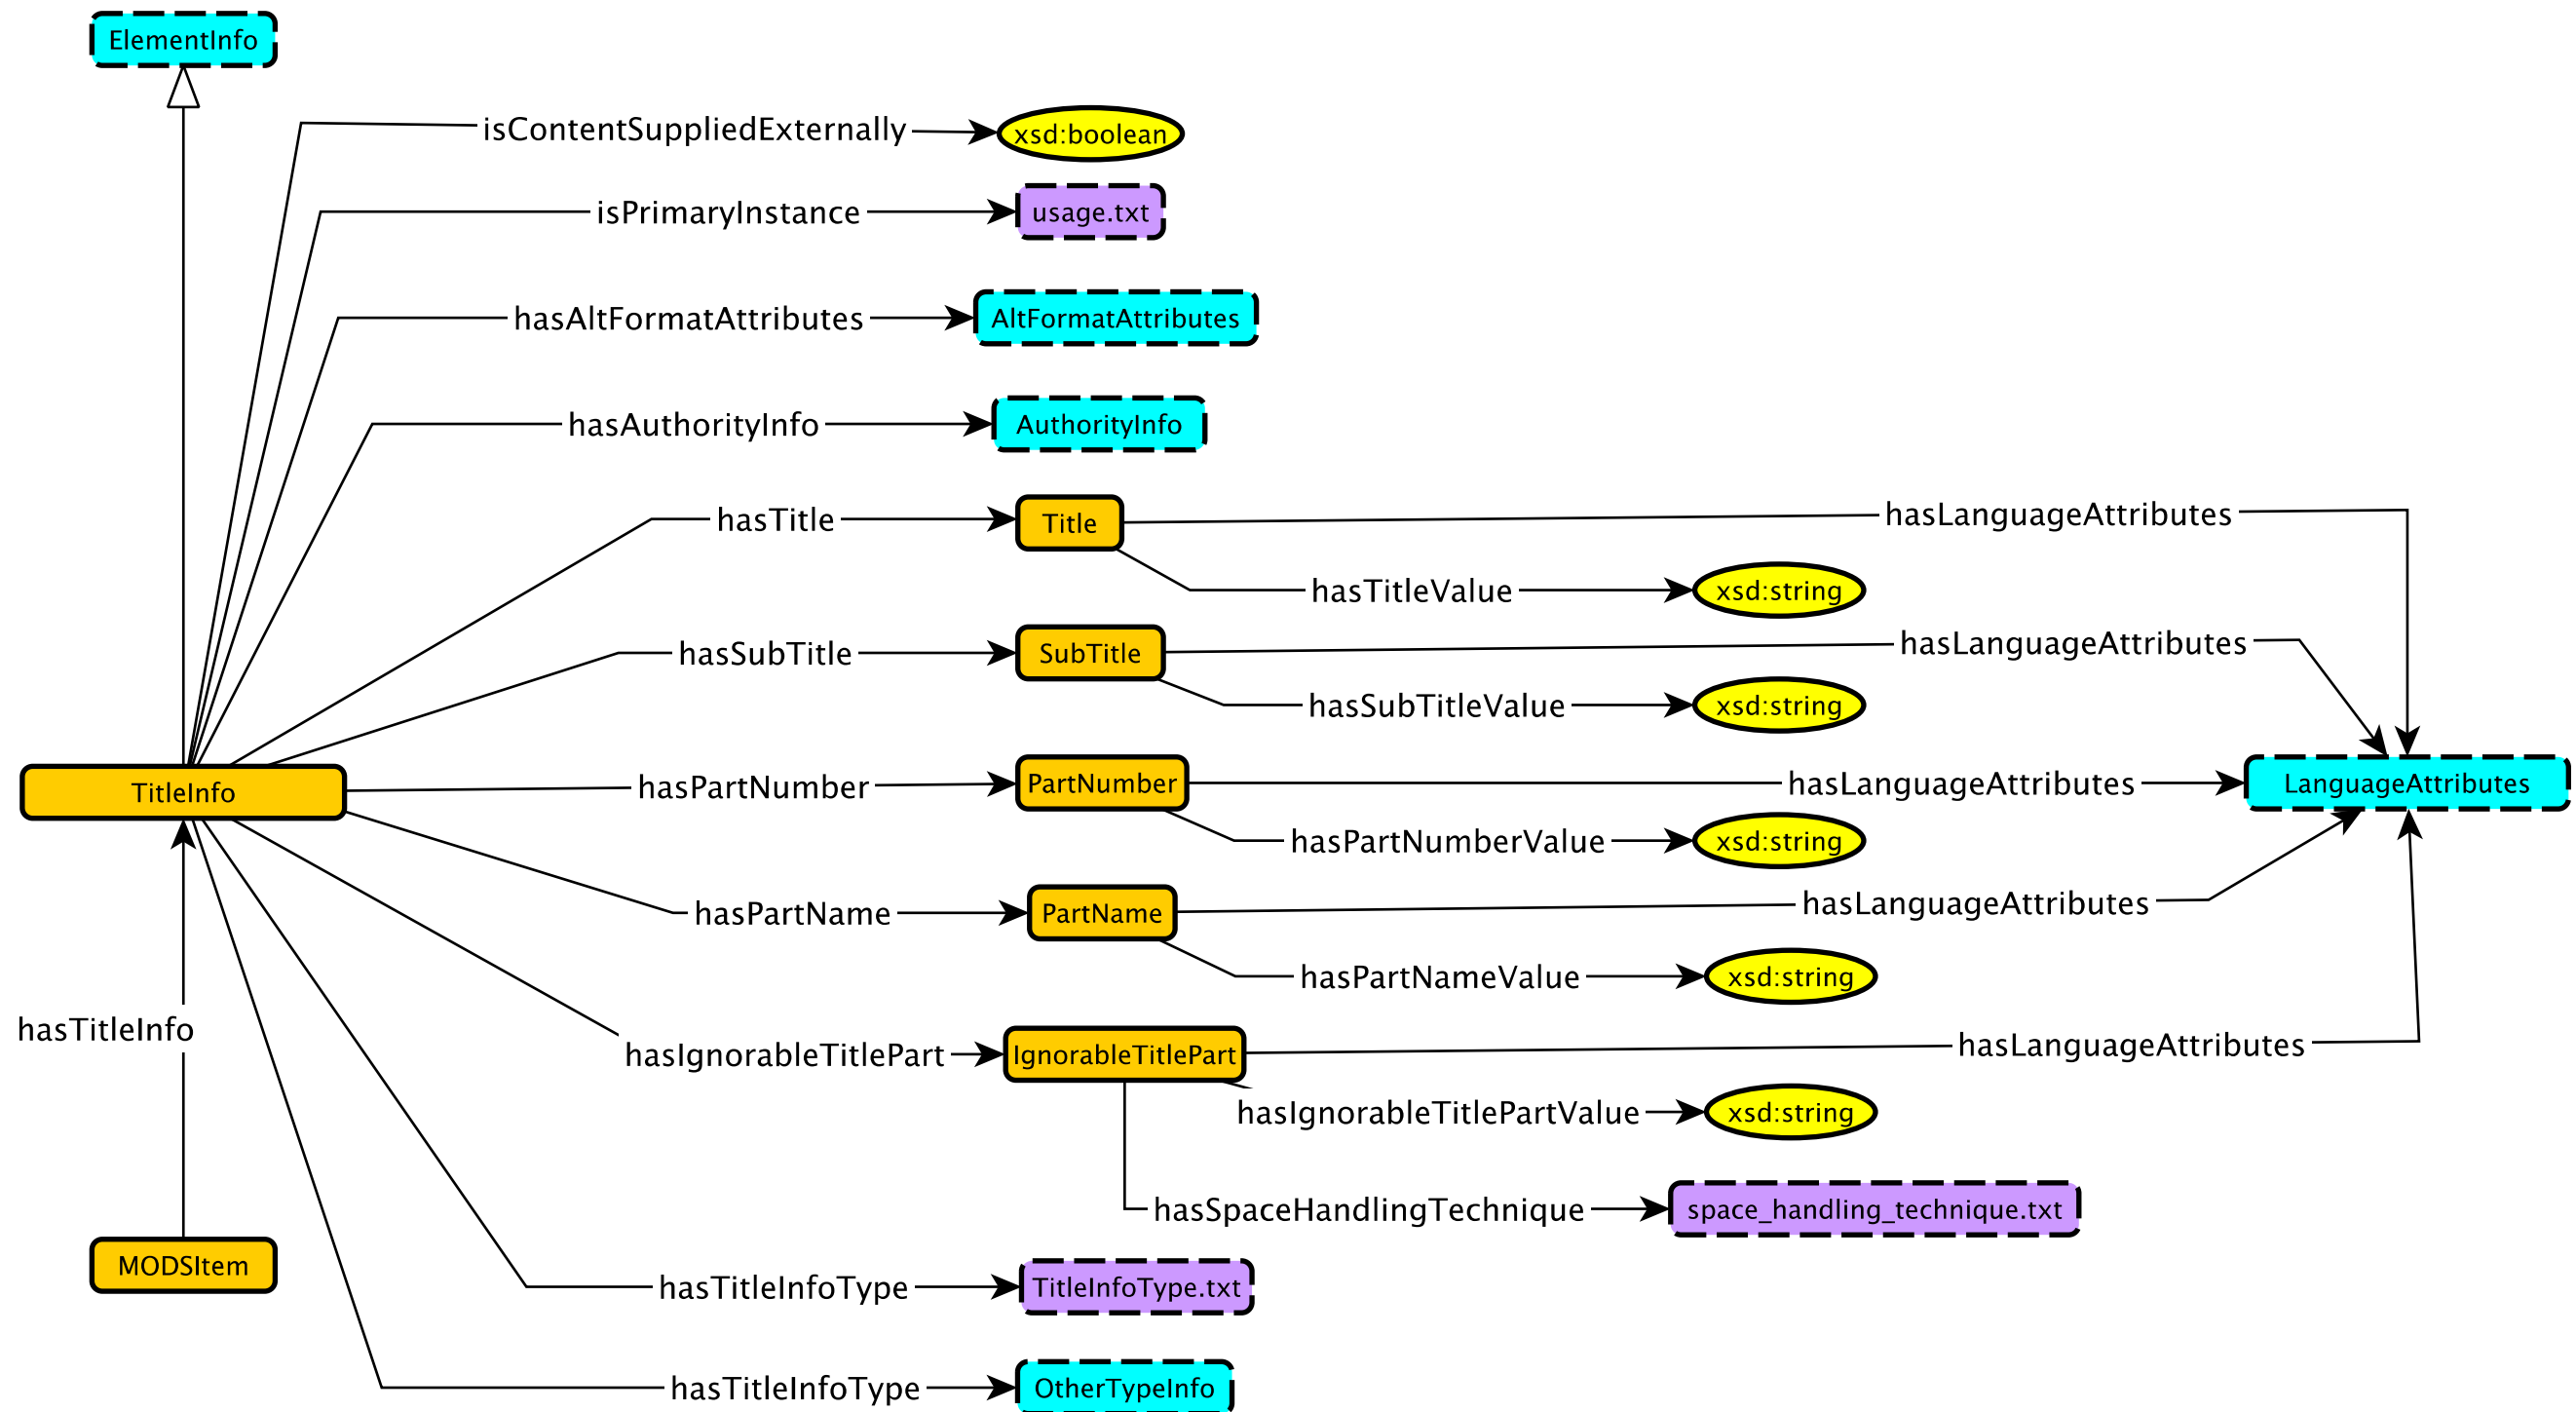 ElementInfo
isContentSuppliedExternally
xsd:boolean
isPrimaryInstance
usage.txt
hasAltFormatAttributes
AltFormatAttributes
hasAuthorityInfo
AuthorityInfo
hasTitle
Title
hasLanguageAttributes
hasTitleValue
xsd:string
hasSubTitle
SubTitle
hasLanguageAttributes
hasSubTitleValue
xsd:string
TitleInfo
hasPartNumber
PartNumber
hasLanguageAttributes
LanguageAttributes
hasPartNumberValue
xsd:string
hasPartName
PartName
hasLanguageAttributes
hasPartNameValue
xsd:string
hasTitleInfo
hasIgnorableTitlePart
IgnorableTitlePart
hasLanguageAttributes
hasIgnorableTitlePartValue
xsd:string
hasSpaceHandlingTechnique
space_handling_technique.txt
MODSItem
hasTitleInfoType
TitleInfoType.txt
hasTitleInfoType
OtherTypeInfo